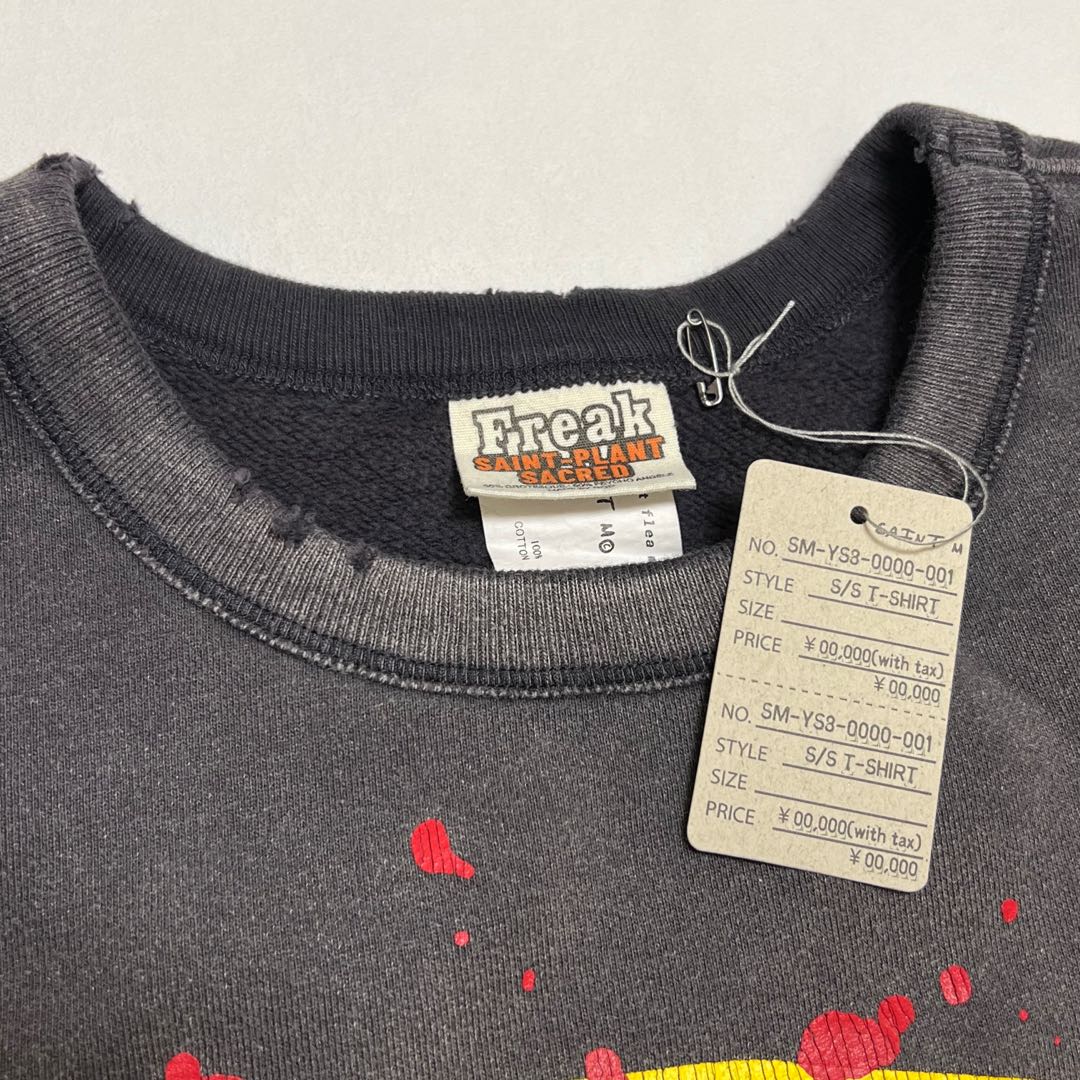 Freak
SAINT-PLANT
SACRED
t flea
T M©
100%
COTTON
SAINT M
NO. SM-YS3-0000-001
STYLE S/S T-SHIRT
SIZE
PRICE ¥00,000(with tax)
¥00,000
NO. SM-YS3-0000-001
STYLE S/S T-SHIRT
SIZE
PRICE ¥00,000(with tax)
¥00,000